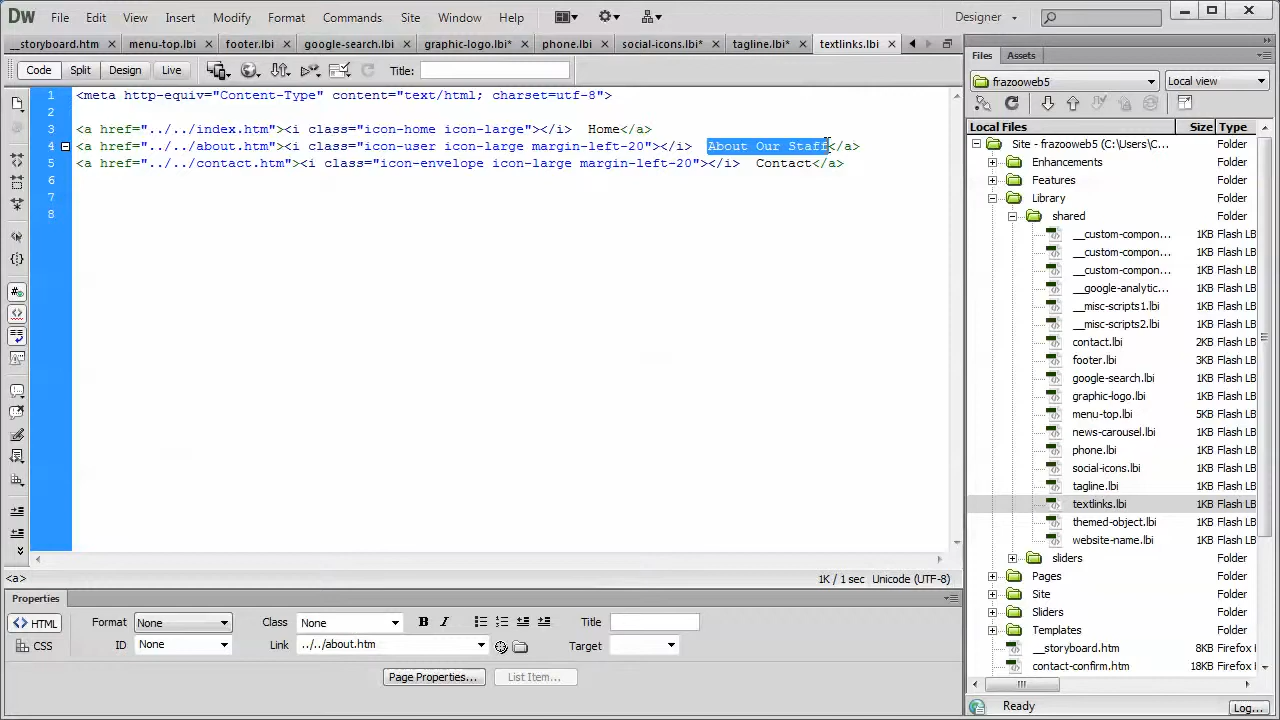 Dw File Edit View Insert Modify Format Commands Site Window Help Designer
__storyboard.htm menu-top.lbi footer.lbi google-search.lbi graphic-logo.lbi* phone.lbi social-icons.lbi* tagline.lbi* textlinks.lbi
Code Split Design Live Title:
1 <meta http-equiv="Content-Type" content="text/html; charset=utf-8">
2
3 <a href="../../index.htm"><i class="icon-home icon-large"></i>  Home</a>
4 <a href="../../about.htm"><i class="icon-user icon-large margin-left-20"></i>  About Our Staff</a>
5 <a href="../../contact.htm"><i class="icon-envelope icon-large margin-left-20"></i>  Contact</a>
6
7
8
<a> 1K / 1 sec Unicode (UTF-8)
Properties
<> HTML Format None Class None B I Title
CSS ID None Link ../../about.htm Target
Page Properties... List Item...
Files Assets
frazooweb5 Local view
Local Files Size Type
Site - frazooweb5 (C:\Users\C... Folder
Enhancements Folder
Features Folder
Library Folder
shared Folder
__custom-compon... 1KB Flash LB
__custom-compon... 1KB Flash LB
__custom-compon... 1KB Flash LB
__google-analytic... 1KB Flash LB
__misc-scripts1.lbi 1KB Flash LB
__misc-scripts2.lbi 1KB Flash LB
contact.lbi 2KB Flash LB
footer.lbi 3KB Flash LB
google-search.lbi 1KB Flash LB
graphic-logo.lbi 1KB Flash LB
menu-top.lbi 5KB Flash LB
news-carousel.lbi 1KB Flash LB
phone.lbi 1KB Flash LB
social-icons.lbi 1KB Flash LB
tagline.lbi 1KB Flash LB
textlinks.lbi 1KB Flash LB
themed-object.lbi 1KB Flash LB
website-name.lbi 1KB Flash LB
sliders Folder
Pages Folder
Site Folder
Sliders Folder
Templates Folder
__storyboard.htm 8KB Firefox
contact-confirm.htm 18KB Firefox
Ready Log...